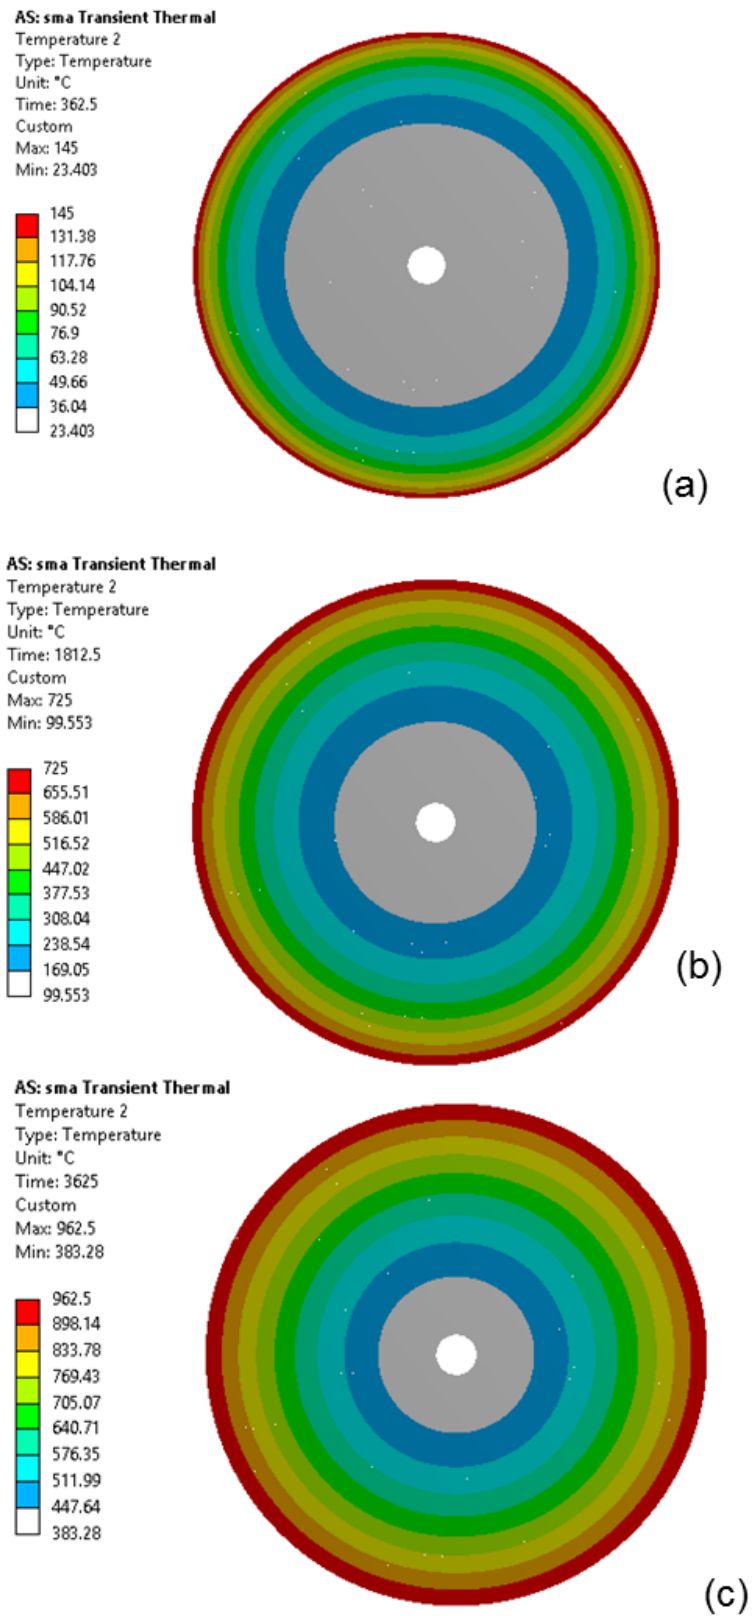 AS: sma Transient Thermal
Temperature 2
Type: Temperature
Unit: °C
Time: 362.5
Custom
Max: 145
Min: 23.403
145
131.38
117.76
104.14
90.52
76.9
63.28
49.66
36.04
23.403
(a)
AS: sma Transient Thermal
Temperature 2
Type: Temperature
Unit: °C
Time: 1812.5
Custom
Max: 725
Min: 99.553
725
655.51
586.01
516.52
447.02
377.53
308.04
238.54
169.05
99.553
(b)
AS: sma Transient Thermal
Temperature 2
Type: Temperature
Unit: °C
Time: 3625
Custom
Max: 962.5
Min: 383.28
962.5
898.14
833.78
769.43
705.07
640.71
576.35
511.99
447.64
383.28
(c)